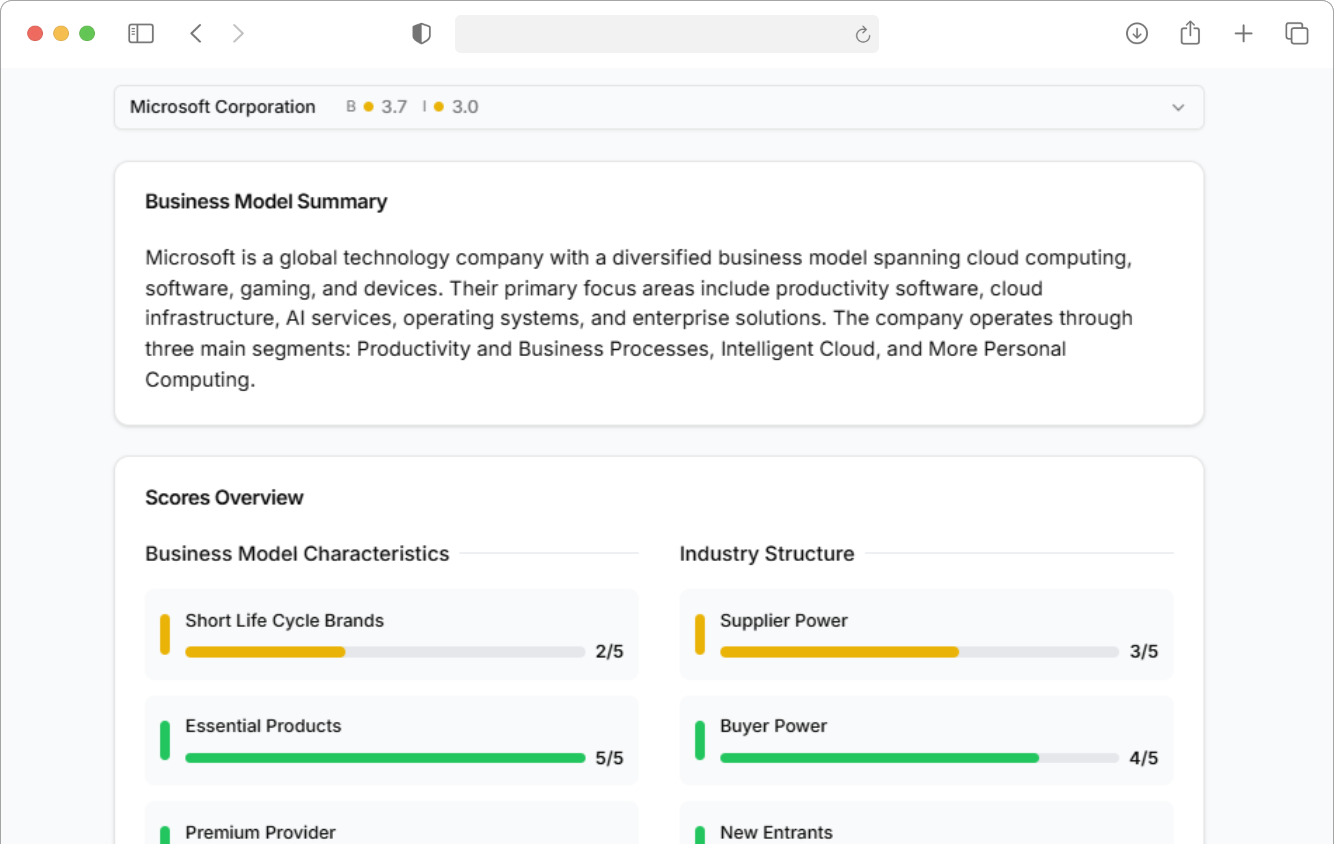 Microsoft Corporation B 3.7 I 3.0
Business Model Summary
Microsoft is a global technology company with a diversified business model spanning cloud computing,
software, gaming, and devices. Their primary focus areas include productivity software, cloud
infrastructure, AI services, operating systems, and enterprise solutions. The company operates through
three main segments: Productivity and Business Processes, Intelligent Cloud, and More Personal
Computing.
Scores Overview
Business Model Characteristics
Short Life Cycle Brands
2/5
Essential Products
5/5
Premium Provider
Industry Structure
Supplier Power
3/5
Buyer Power
4/5
New Entrants